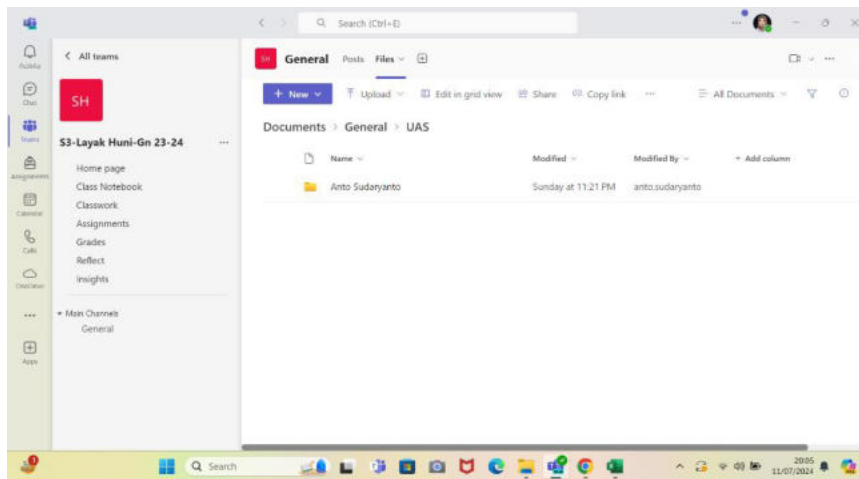 Search (Ctrl+E)
All teams
SH
General Posts Files
+ New Upload Edit in grid view Share Copy link ... All Documents
Activity
Chat
Teams
Assignments
Calendar
Calls
OneDrive
Apps
SH
S3-Layak Huni-Gn 23-24 ...
Home page
Class Notebook
Classwork
Assignments
Grades
Reflect
Insights
Main Channels
General
Documents > General > UAS
Name Modified Modified By + Add column
Anto Sudaryanto Sunday at 11:21 PM anto.sudaryanto
Search
20:05
11/07/2024